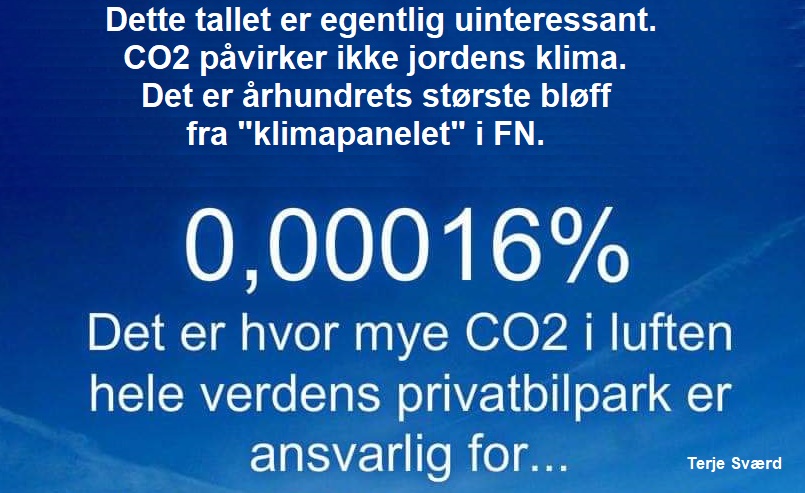 Dette tallet er egentlig uinteressant.
CO2 påvirker ikke jordens klima.
Det er århundrets største bløff
fra "klimapanelet" i FN.
0,00016%
Det er hvor mye CO2 i luften
hele verdens privatbilpark er
ansvarlig for...
Terje Sværd